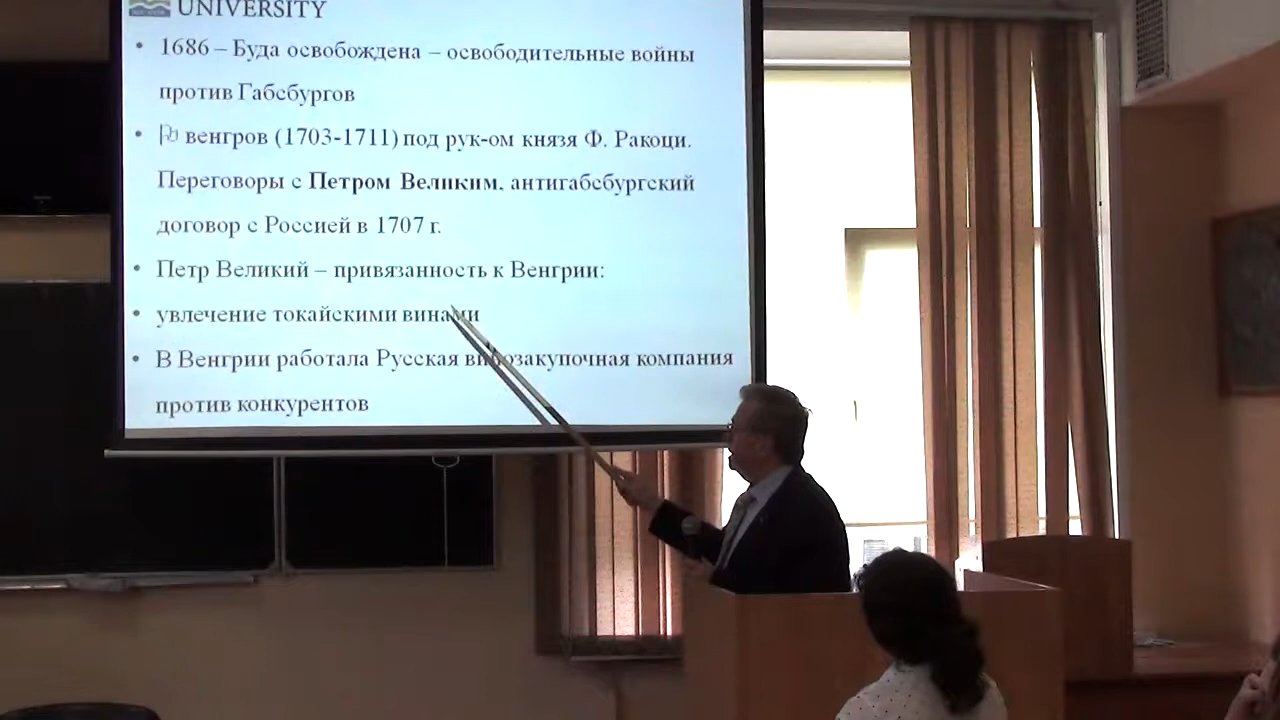 UNIVERSITY
• 1686 – Буда освобождена – освободительные войны
против Габсбургов
• венгров (1703-1711) под рук-ом князя Ф. Ракоци.
Переговоры с Петром Великим, антигабсбургский
договор с Россией в 1707 г.
• Петр Великий – привязанность к Венгрии:
• увлечение токайскими винами
• В Венгрии работала Русская винозакупочная компания
против конкурентов